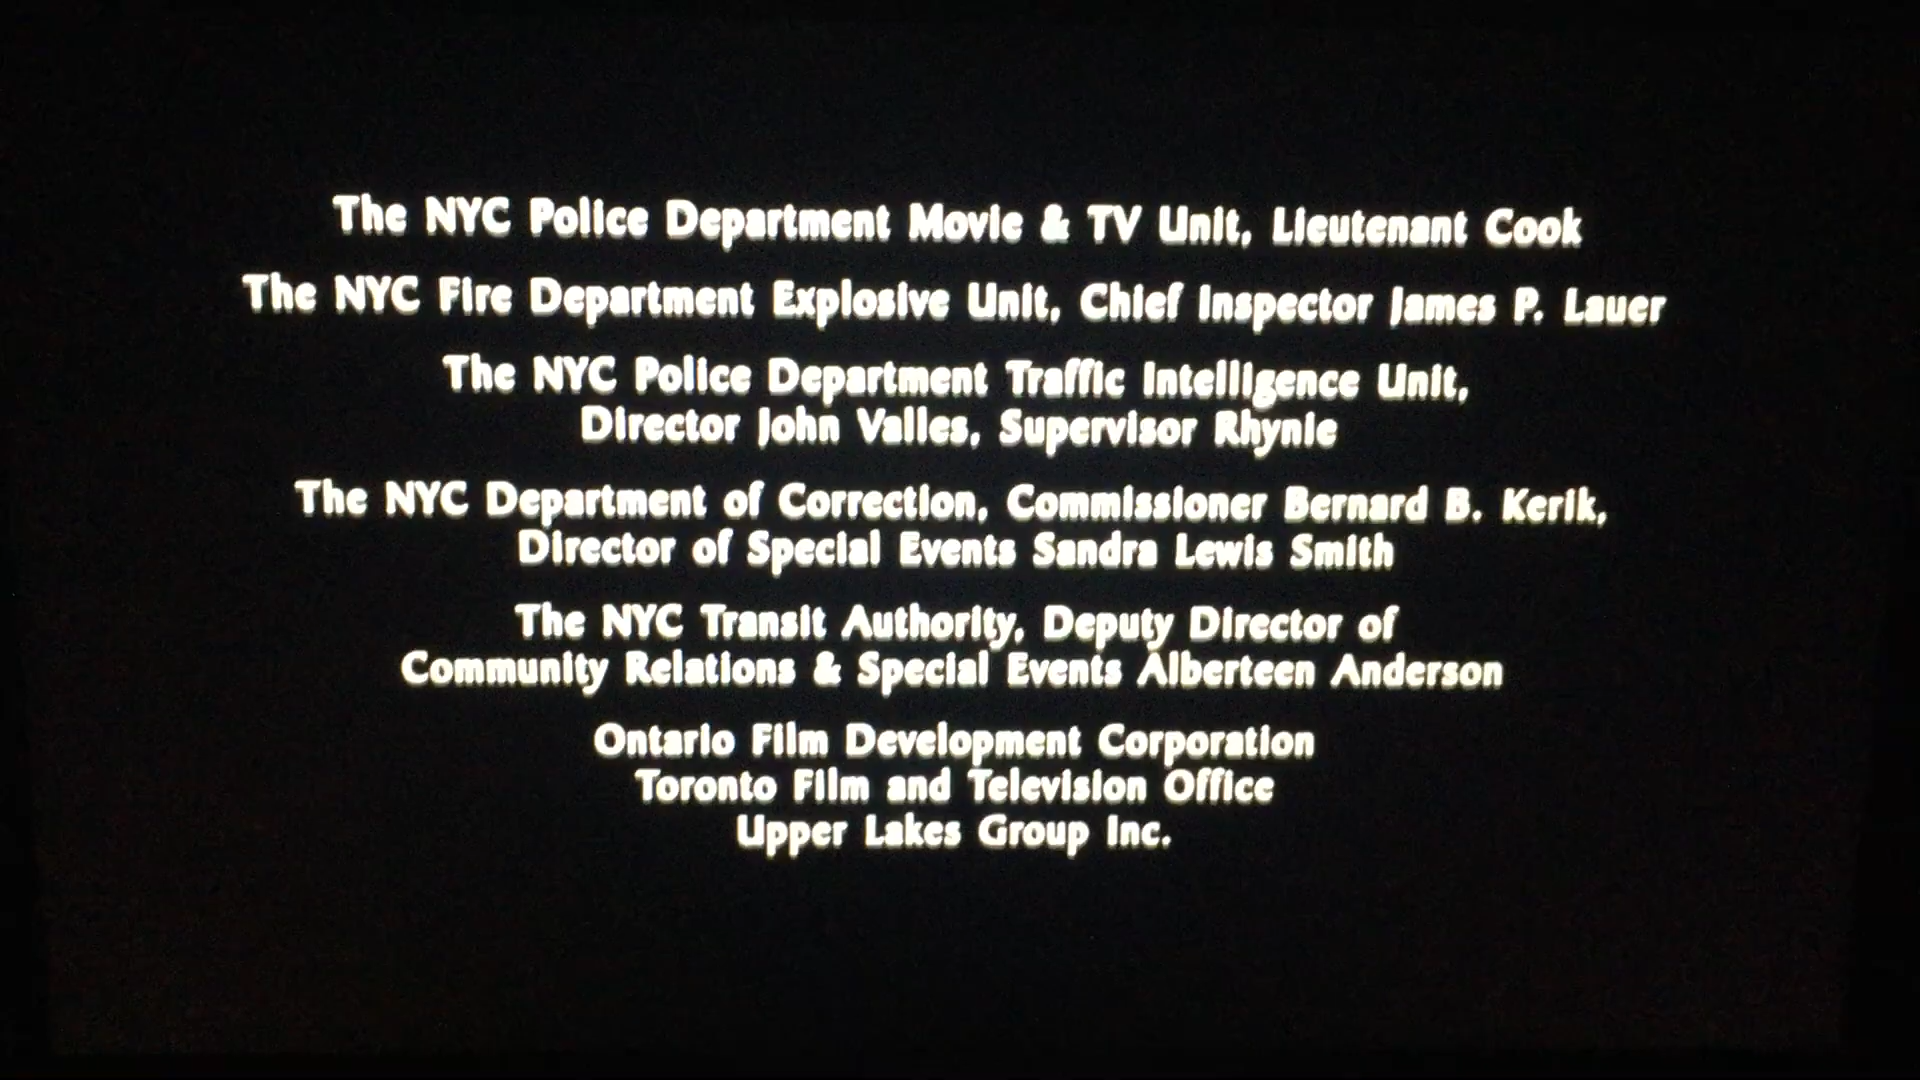 The NYC Police Department Movie & TV Unit, Lieutenant Cook
The NYC Fire Department Explosive Unit, Chief Inspector James P. Lauer
The NYC Police Department Traffic Intelligence Unit,
Director John Valles, Supervisor Rhynie
The NYC Department of Correction, Commissioner Bernard B. Kerik,
Director of Special Events Sandra Lewis Smith
The NYC Transit Authority, Deputy Director of
Community Relations & Special Events Alberteen Anderson
Ontario Film Development Corporation
Toronto Film and Television Office
Upper Lakes Group Inc.